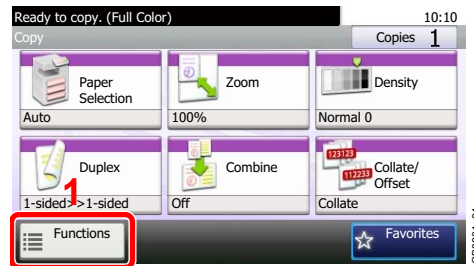 Ready to copy. (Full Color)
10:10
Copy
Copies 1
Paper
Selection
Auto
Zoom
100%
Density
Normal 0
Duplex
1-sided>>1-sided
Combine
Off
123123
112233
Collate/
Offset
Collate
1
Functions
Favorites